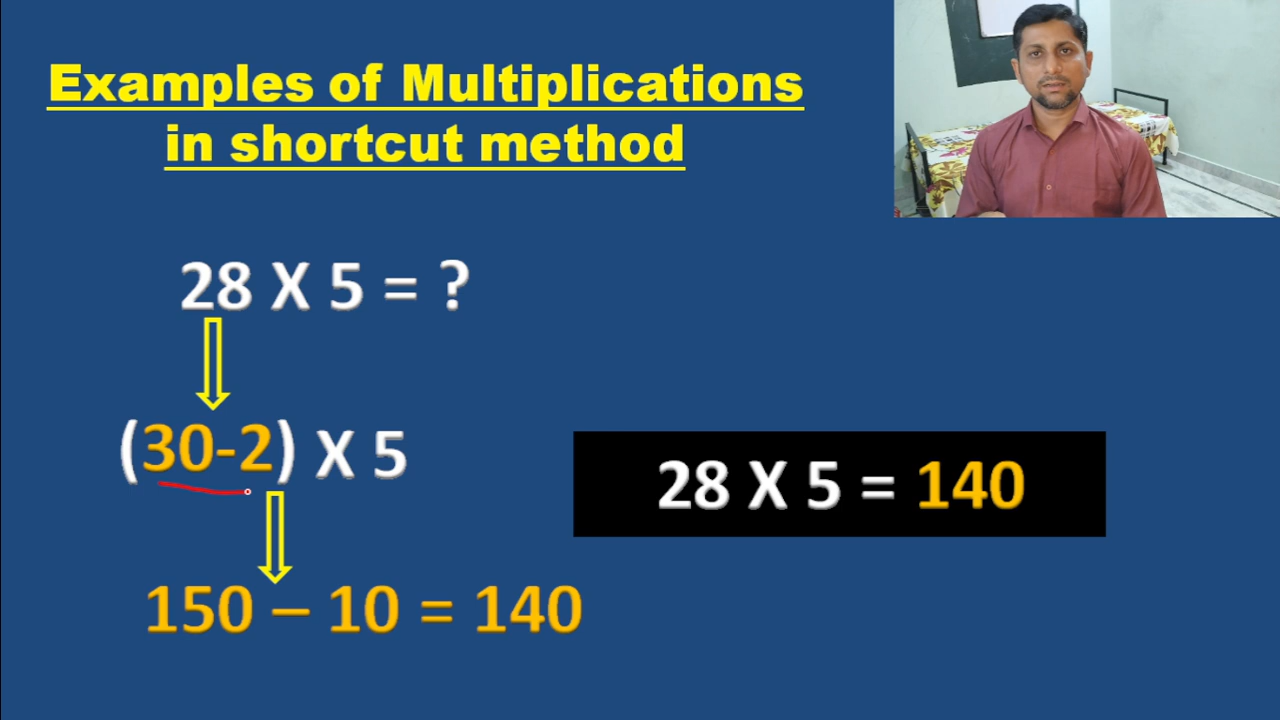 Examples of Multiplications
in shortcut method
28 X 5 = ?
(30-2) X 5
150 – 10 = 140
28 X 5 = 140